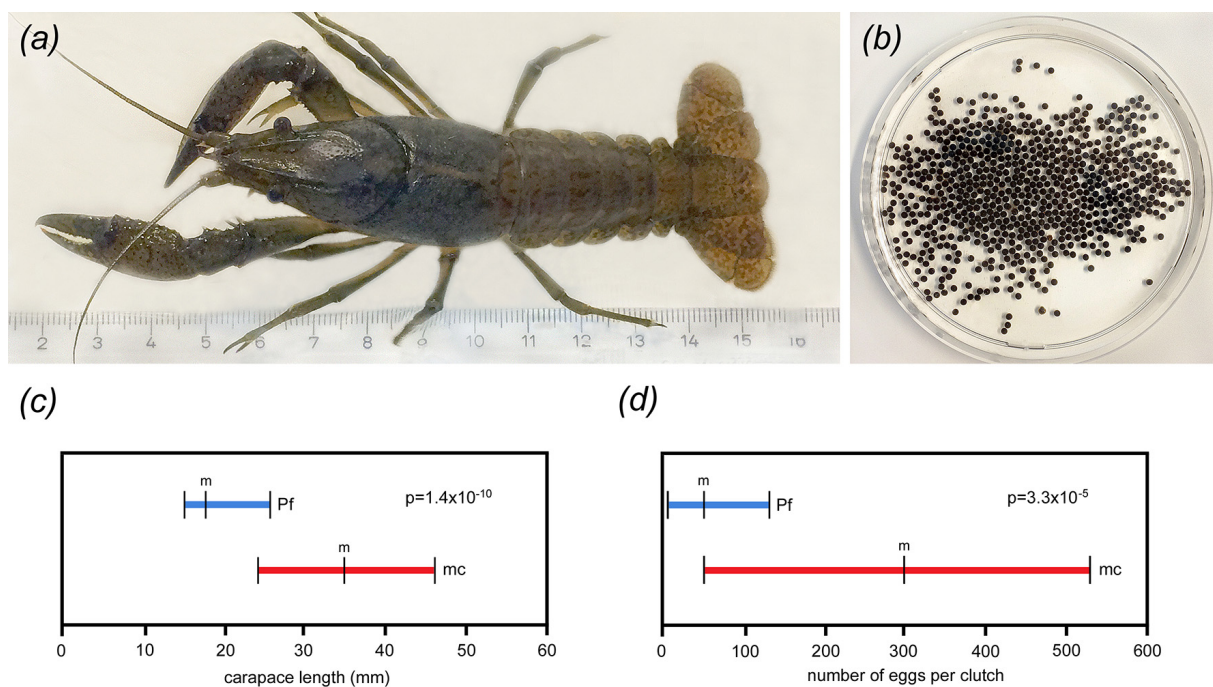 (a)
(b)
2 3 4 5 6 7 8 9 10 11 12 13 14 15 16
(c)
(d)
m
Pf
p=1.4x10⁻¹⁰
m
mc
0 10 20 30 40 50 60
carapace length (mm)
m
Pf
p=3.3x10⁻⁵
m
mc
0 100 200 300 400 500 600
number of eggs per clutch